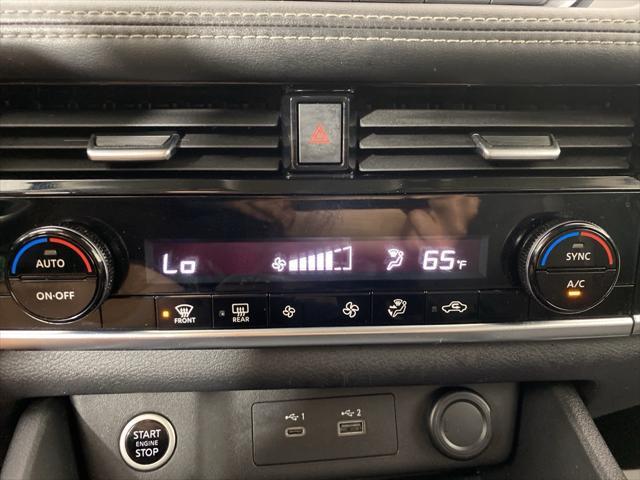 AUTO
ON·OFF
Lo
65°F
SYNC
A/C
FRONT
REAR
START
ENGINE
STOP
1
2